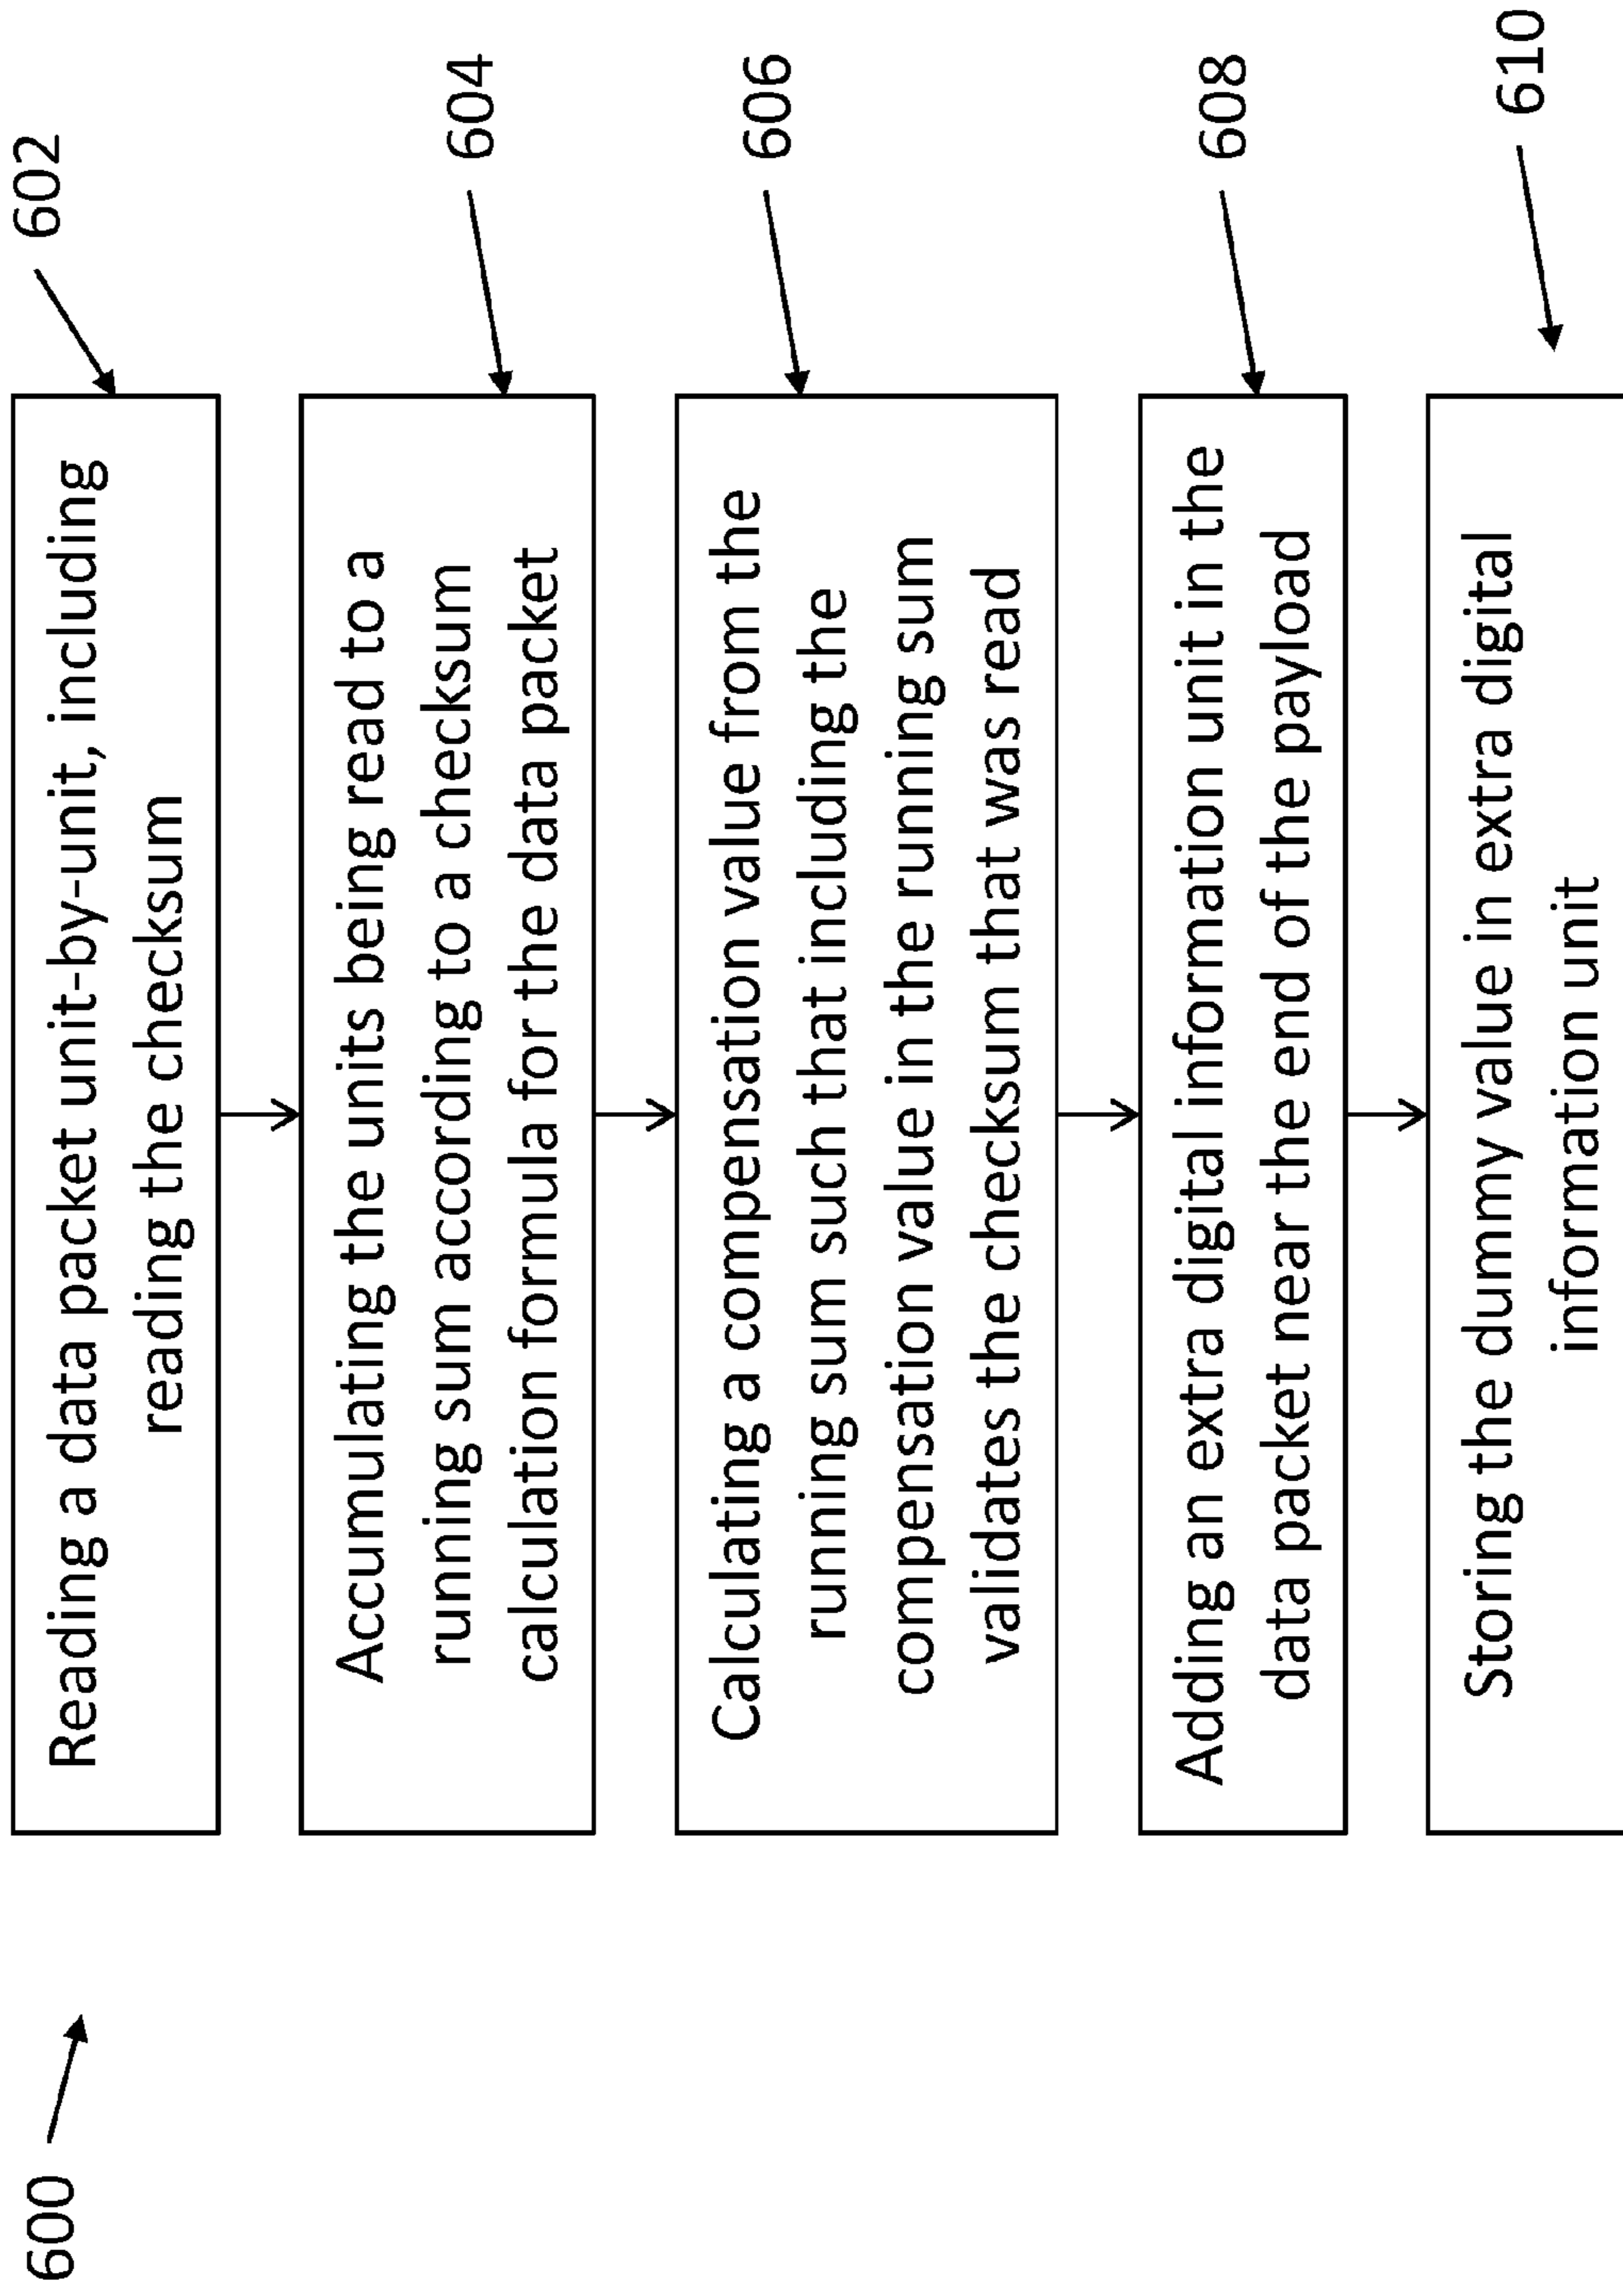 600
602
Reading a data packet unit-by-unit, including
reading the checksum
604
Accumulating the units being read to a
running sum according to a checksum
calculation formula for the data packet
606
Calculating a compensation value from the
running sum such that including the
compensation value in the running sum
validates the checksum that was read
608
Adding an extra digital information unit in the
data packet near the end of the payload
610
Storing the dummy value in extra digital
information unit